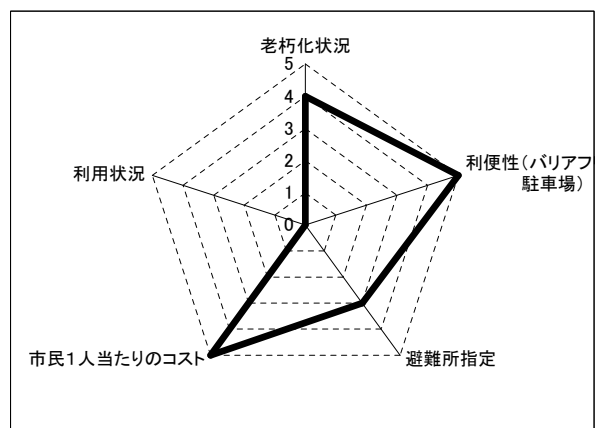 老朽化状況
5
4
3
2
1
0
利便性(バリアフ
駐車場)
避難所指定
市民1人当たりのコスト
利用状況